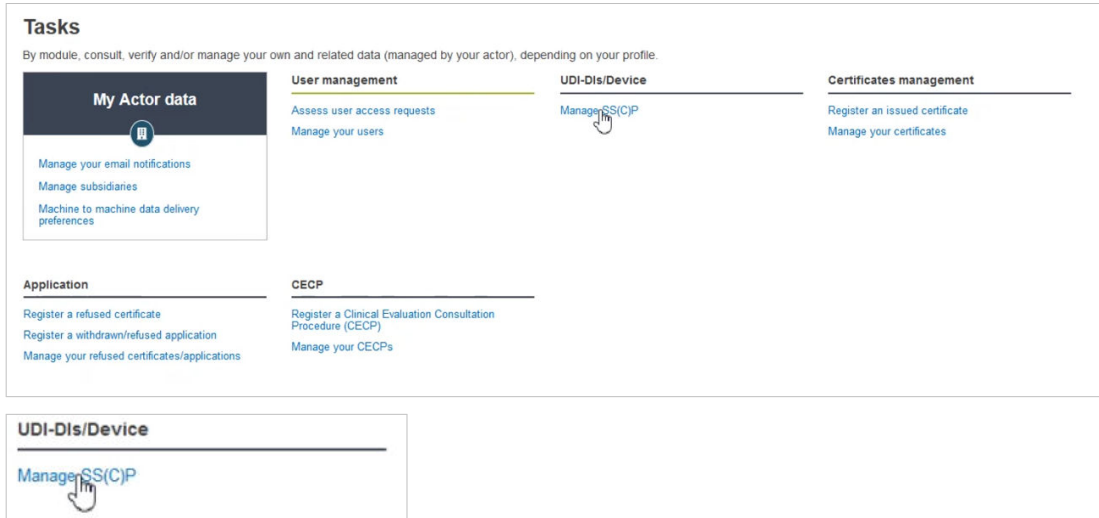 Tasks
By module, consult, verify and/or manage your own and related data (managed by your actor), depending on your profile.
My Actor data
Manage your email notifications
Manage subsidiaries
Machine to machine data delivery
preferences
User management
Assess user access requests
Manage your users
UDI-DIs/Device
Manage SS(C)P
Certificates management
Register an issued certificate
Manage your certificates
Application
Register a refused certificate
Register a withdrawn/refused application
Manage your refused certificates/applications
CECP
Register a Clinical Evaluation Consultation
Procedure (CECP)
Manage your CECPs
UDI-DIs/Device
Manage SS(C)P